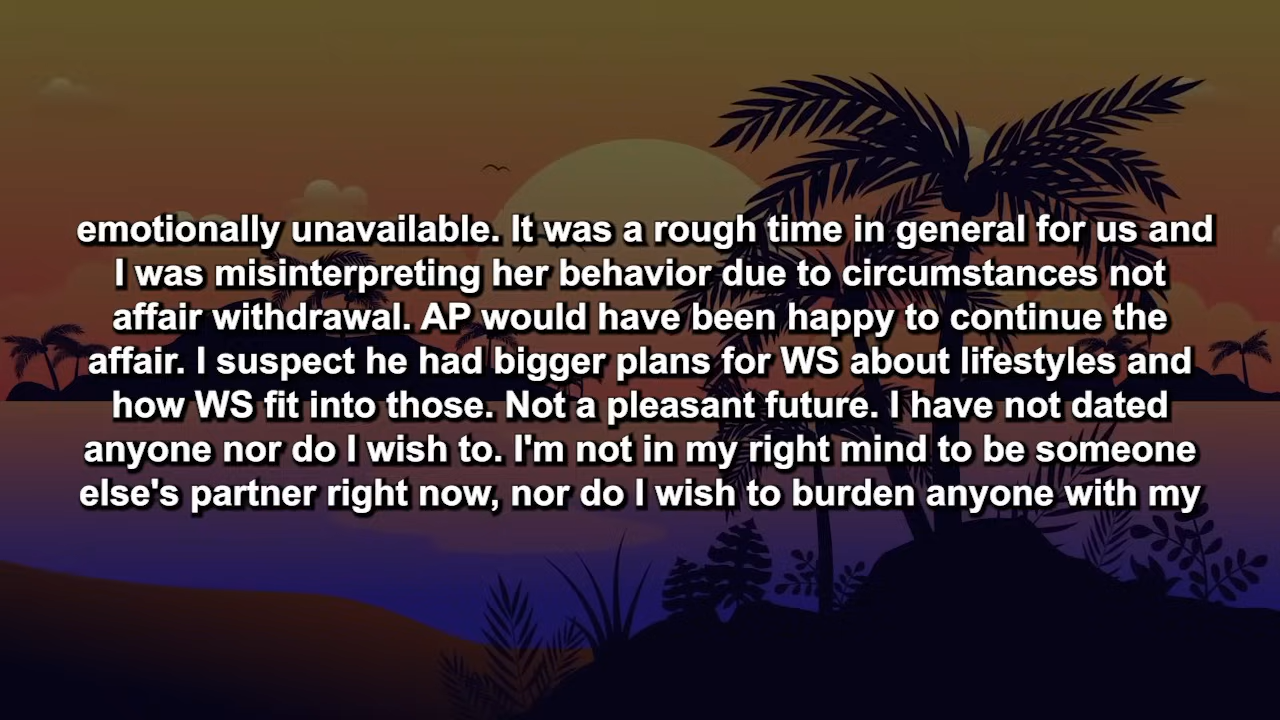 emotionally unavailable. It was a rough time in general for us and
I was misinterpreting her behavior due to circumstances not
affair withdrawal. AP would have been happy to continue the
affair. I suspect he had bigger plans for WS about lifestyles and
how WS fit into those. Not a pleasant future. I have not dated
anyone nor do I wish to. I'm not in my right mind to be someone
else's partner right now, nor do I wish to burden anyone with my